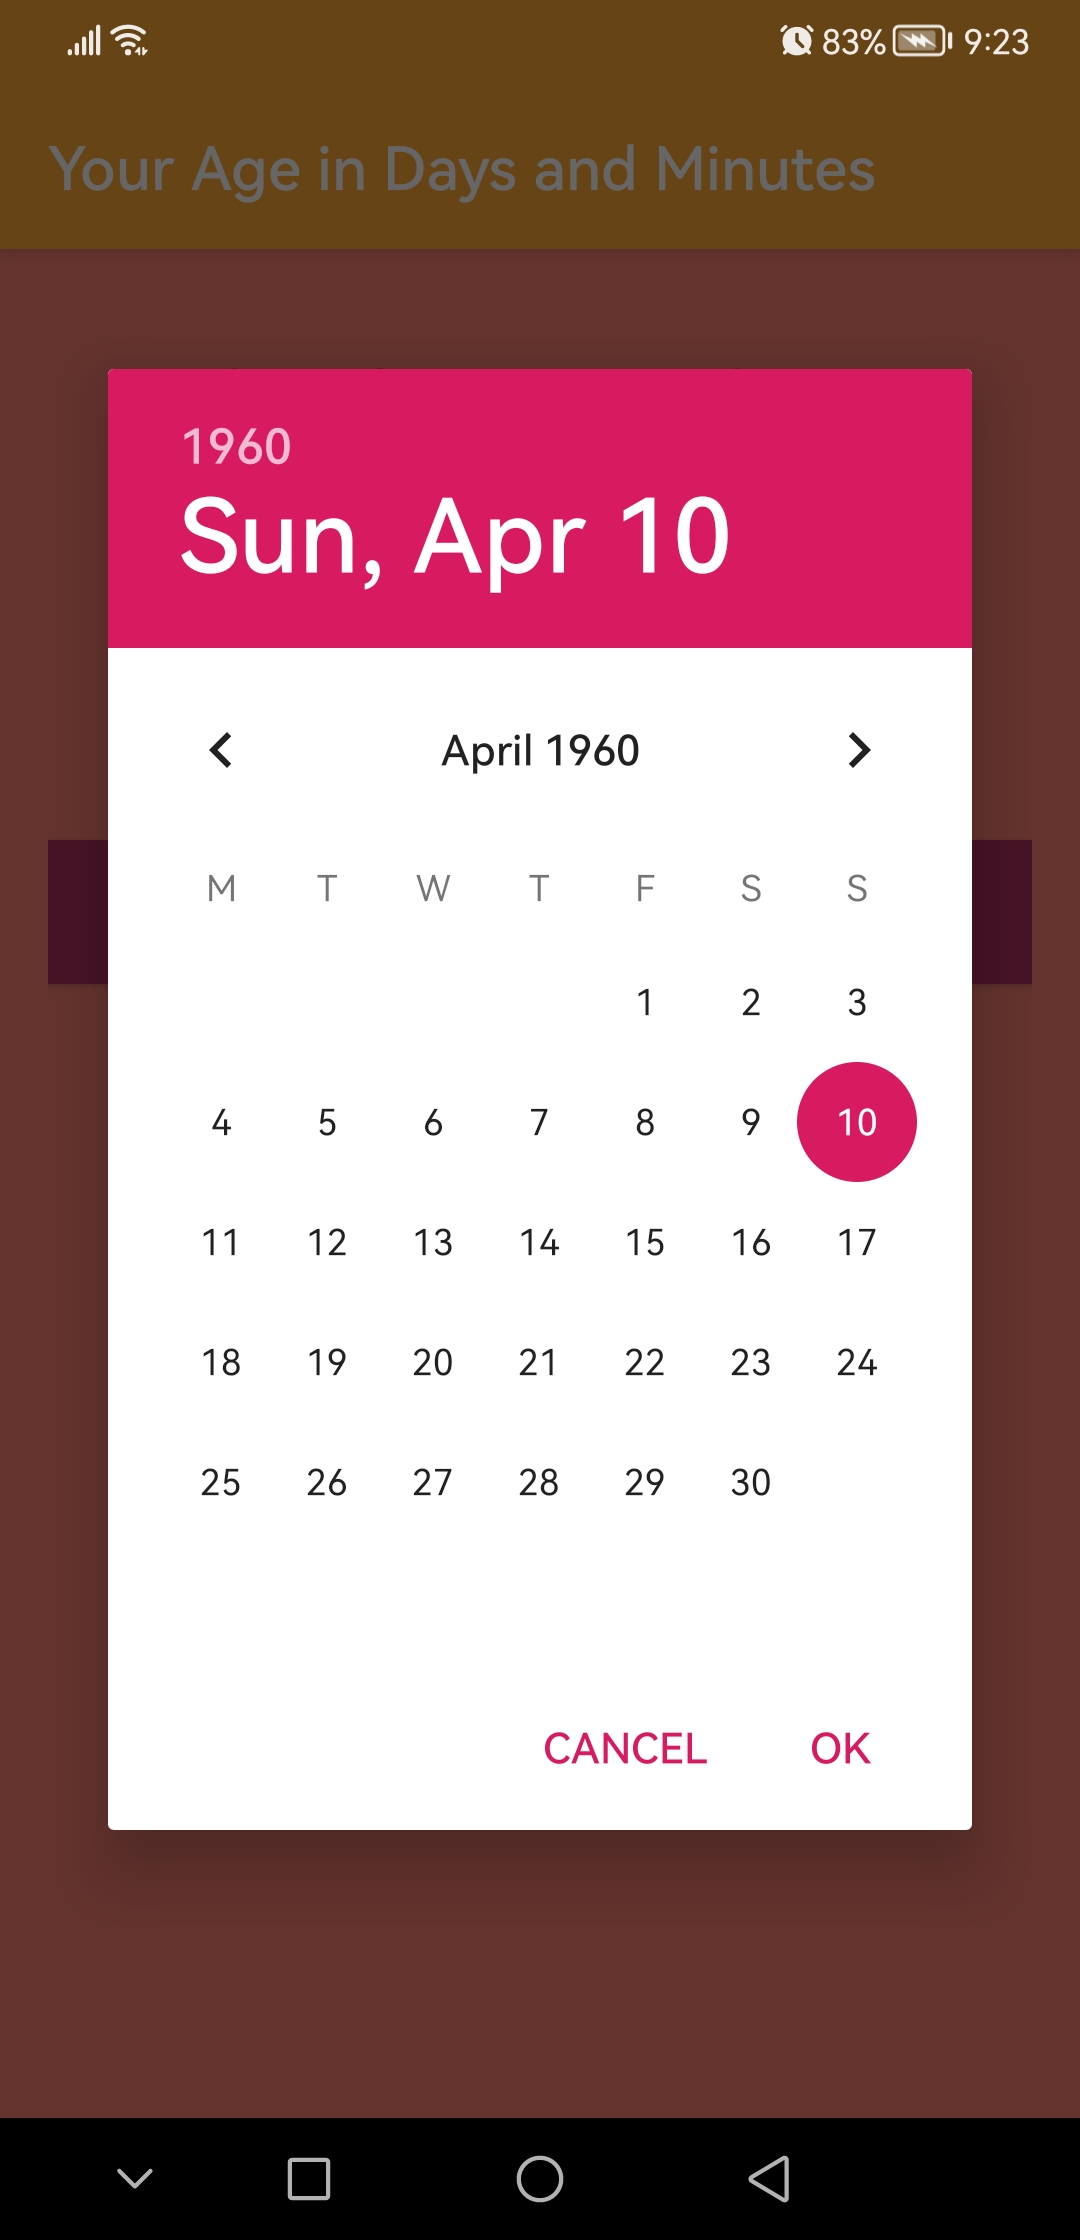 83% 9:23
Your Age in Days and Minutes
1960
Sun, Apr 10
April 1960
M T W T F S S
1 2 3
4 5 6 7 8 9 10
11 12 13 14 15 16 17
18 19 20 21 22 23 24
25 26 27 28 29 30
CANCEL OK